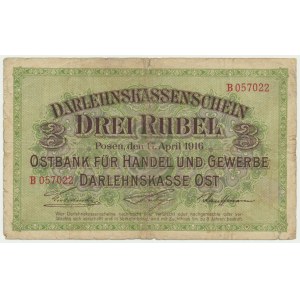 B 057022
DARLEHNSKASSENSCHEIN
3 DREI RUBEL 3
Posen, den 17. April 1916
OSTBANK FÜR HANDEL UND GEWERBE
B 057022 DARLEHNSKASSE OST